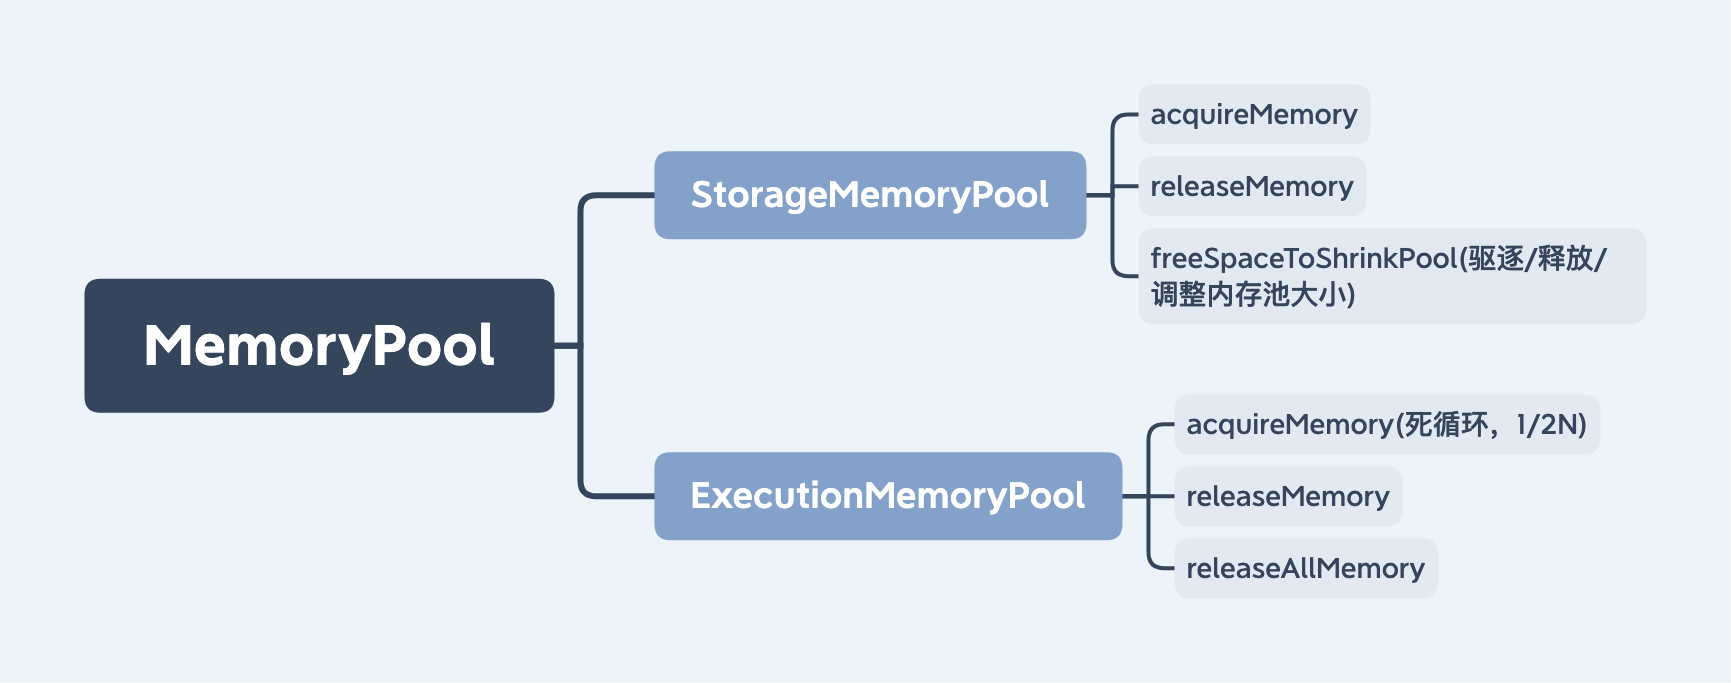 MemoryPool
StorageMemoryPool
acquireMemory
releaseMemory
freeSpaceToShrinkPool(驱逐/释放/
调整内存池大小)
ExecutionMemoryPool
acquireMemory(死循环，1/2N)
releaseMemory
releaseAllMemory